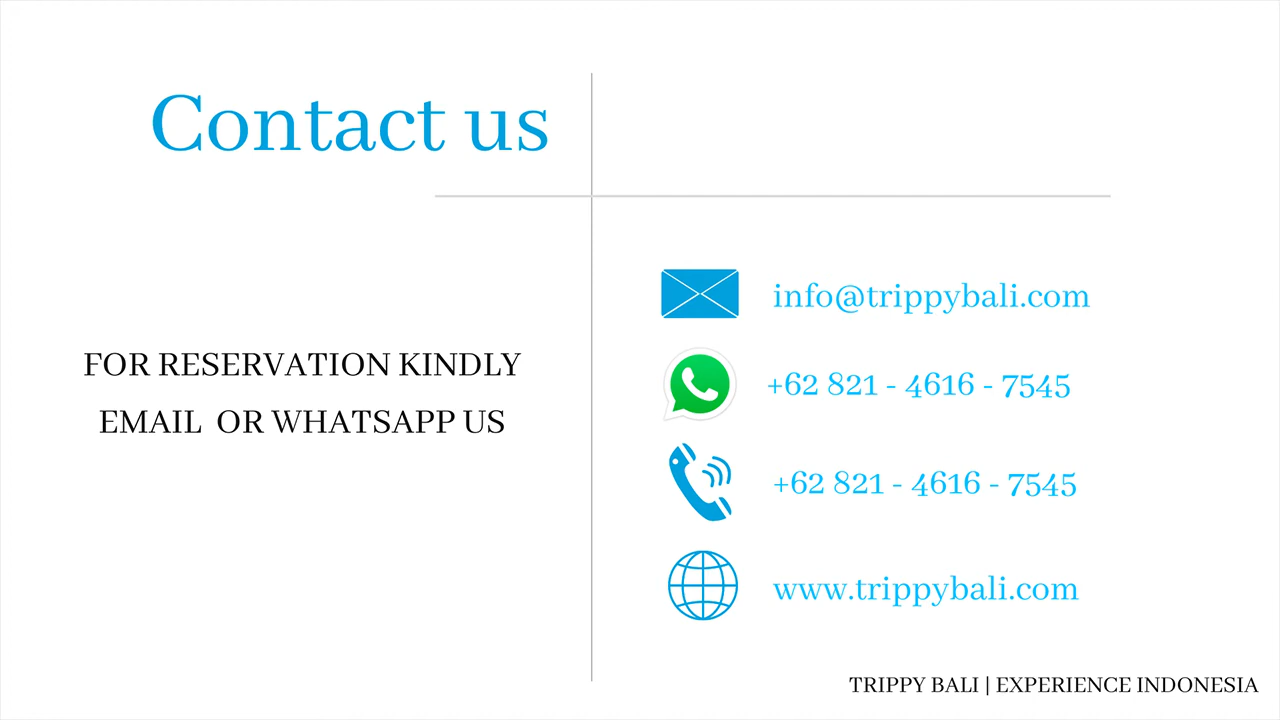 Contact us
FOR RESERVATION KINDLY
EMAIL OR WHATSAPP US
info@trippybali.com
+62 821 - 4616 - 7545
+62 821 - 4616 - 7545
www.trippybali.com
TRIPPY BALI | EXPERIENCE INDONESIA